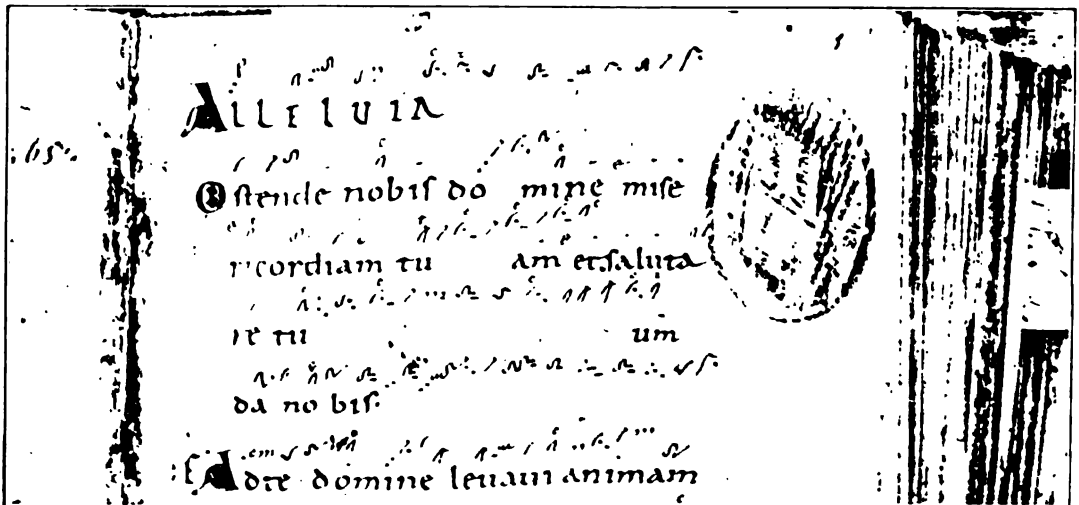 ALLELUIA
Ostende nobis do mine mise
ricordiam tu am et saluta
re tu um
da no bis.
Ad te domine levavi animam